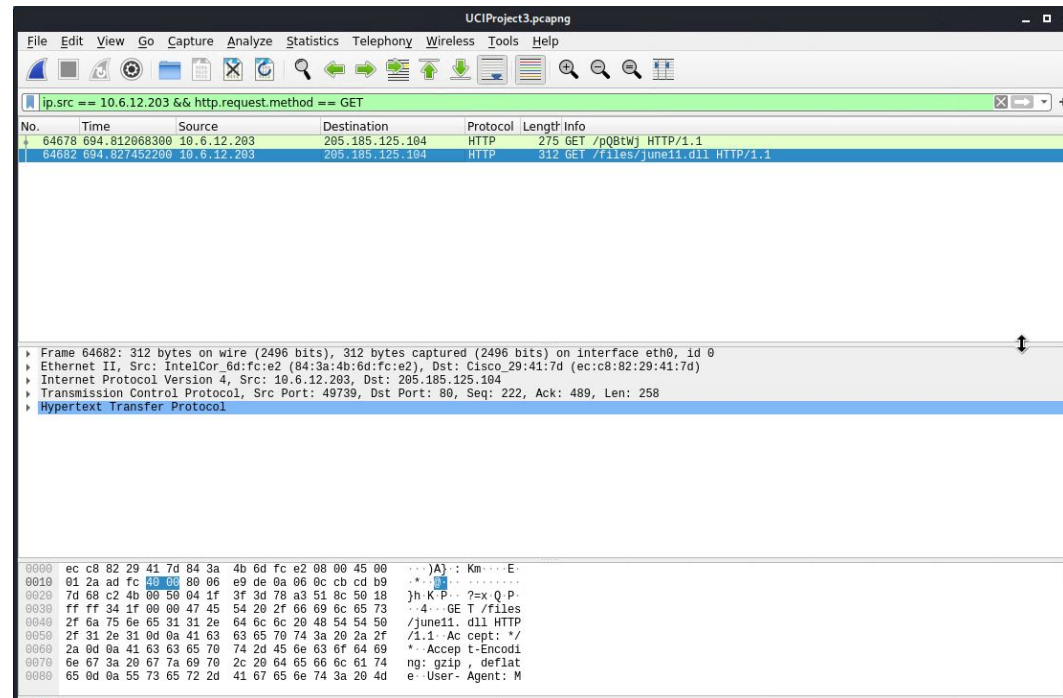 UCIProject3.pcapng
File Edit View Go Capture Analyze Statistics Telephony Wireless Tools Help
ip.src == 10.6.12.203 && http.request.method == GET
No. Time Source Destination Protocol Length Info
64678 694.812068300 10.6.12.203 205.185.125.104 HTTP 275 GET /pQBtWj HTTP/1.1
64682 694.827452200 10.6.12.203 205.185.125.104 HTTP 312 GET /files/june11.dll HTTP/1.1
Frame 64682: 312 bytes on wire (2496 bits), 312 bytes captured (2496 bits) on interface eth0, id 0
Ethernet II, Src: IntelCor_6d:fc:e2 (84:3a:4b:6d:fc:e2), Dst: Cisco_29:41:7d (ec:c8:82:29:41:7d)
Internet Protocol Version 4, Src: 10.6.12.203, Dst: 205.185.125.104
Transmission Control Protocol, Src Port: 49739, Dst Port: 80, Seq: 222, Ack: 489, Len: 258
Hypertext Transfer Protocol
0000 ec c8 82 29 41 7d 84 3a 4b 6d fc e2 08 00 45 00 ···)A}·: Km····E·
0010 01 2a ad fc 40 00 80 06 e9 de 0a 06 0c cb cd b9 ·*··@··· ········
0020 7d 68 c2 4b 00 50 04 1f 3f 3d 78 a3 51 8c 50 18 }h·K·P·· ?=x·Q·P·
0030 ff ff 34 1f 00 00 47 45 54 20 2f 66 69 6c 65 73 ··4···GE T /files
0040 2f 6a 75 6e 65 31 31 2e 64 6c 6c 20 48 54 54 50 /june11. dll HTTP
0050 2f 31 2e 31 0d 0a 41 63 63 65 70 74 3a 20 2a 2f /1.1··Ac cept: */
0060 2a 0d 0a 41 63 63 65 70 74 2d 45 6e 63 6f 64 69 *··Accep t-Encodi
0070 6e 67 3a 20 67 7a 69 70 2c 20 64 65 66 6c 61 74 ng: gzip , deflat
0080 65 0d 0a 55 73 65 72 2d 41 67 65 6e 74 3a 20 4d e··User- Agent: M